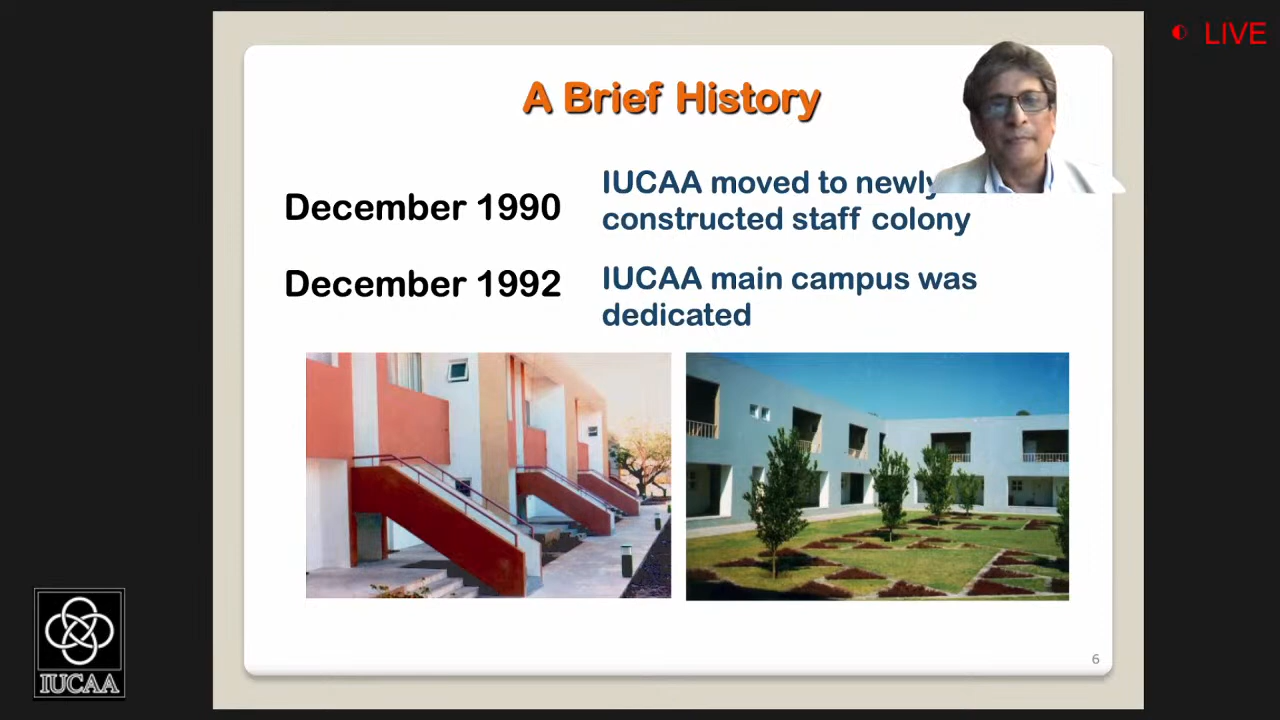 LIVE
A Brief History
December 1990
IUCAA moved to newly
constructed staff colony
December 1992
IUCAA main campus was
dedicated
6
IUCAA